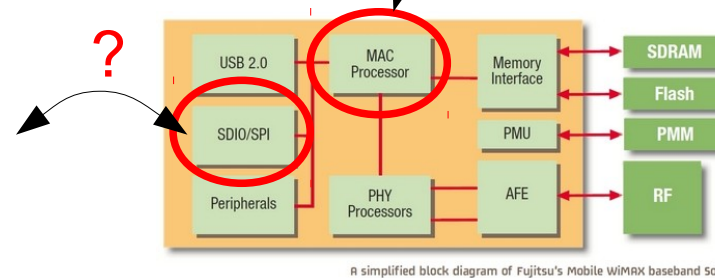 ?
USB 2.0
MAC
Processor
Memory
Interface
SDRAM
Flash
SDIO/SPI
PMU
PMM
Peripherals
PHY
Processors
AFE
RF
A simplified block diagram of Fujitsu's Mobile WiMAX baseband